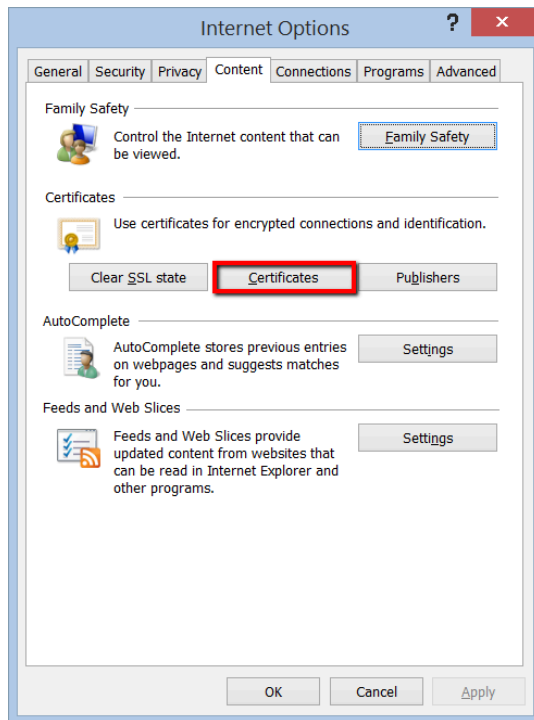 Internet Options ?
General Security Privacy Content Connections Programs Advanced
Family Safety
Control the Internet content that can
be viewed.
Family Safety
Certificates
Use certificates for encrypted connections and identification.
Clear SSL state Certificates Publishers
AutoComplete
AutoComplete stores previous entries
on webpages and suggests matches
for you.
Settings
Feeds and Web Slices
Feeds and Web Slices provide
updated content from websites that
can be read in Internet Explorer and
other programs.
Settings
OK Cancel Apply